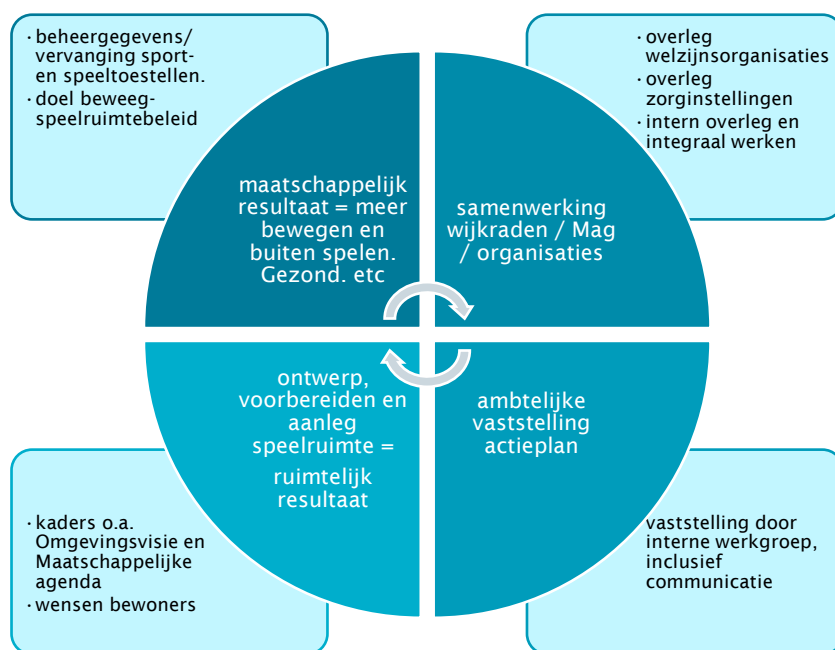 · beheergegevens/
vervanging sport-
en speeltoestellen.
· doel beweeg-
speelruimtebeleid
· overleg
welzijnsorganisaties
· overleg
zorginstellingen
· intern overleg en
integraal werken
maatschappelijk
resultaat = meer
bewegen en
buiten spelen.
Gezond. etc
samenwerking
wijkraden / Mag
/ organisaties
ontwerp,
voorbereiden en
aanleg
speelruimte =
ruimtelijk
resultaat
ambtelijke
vaststelling
actieplan
· kaders o.a.
Omgevingsvisie en
Maatschappelijke
agenda
· wensen bewoners
vaststelling door
interne werkgroep,
inclusief
communicatie